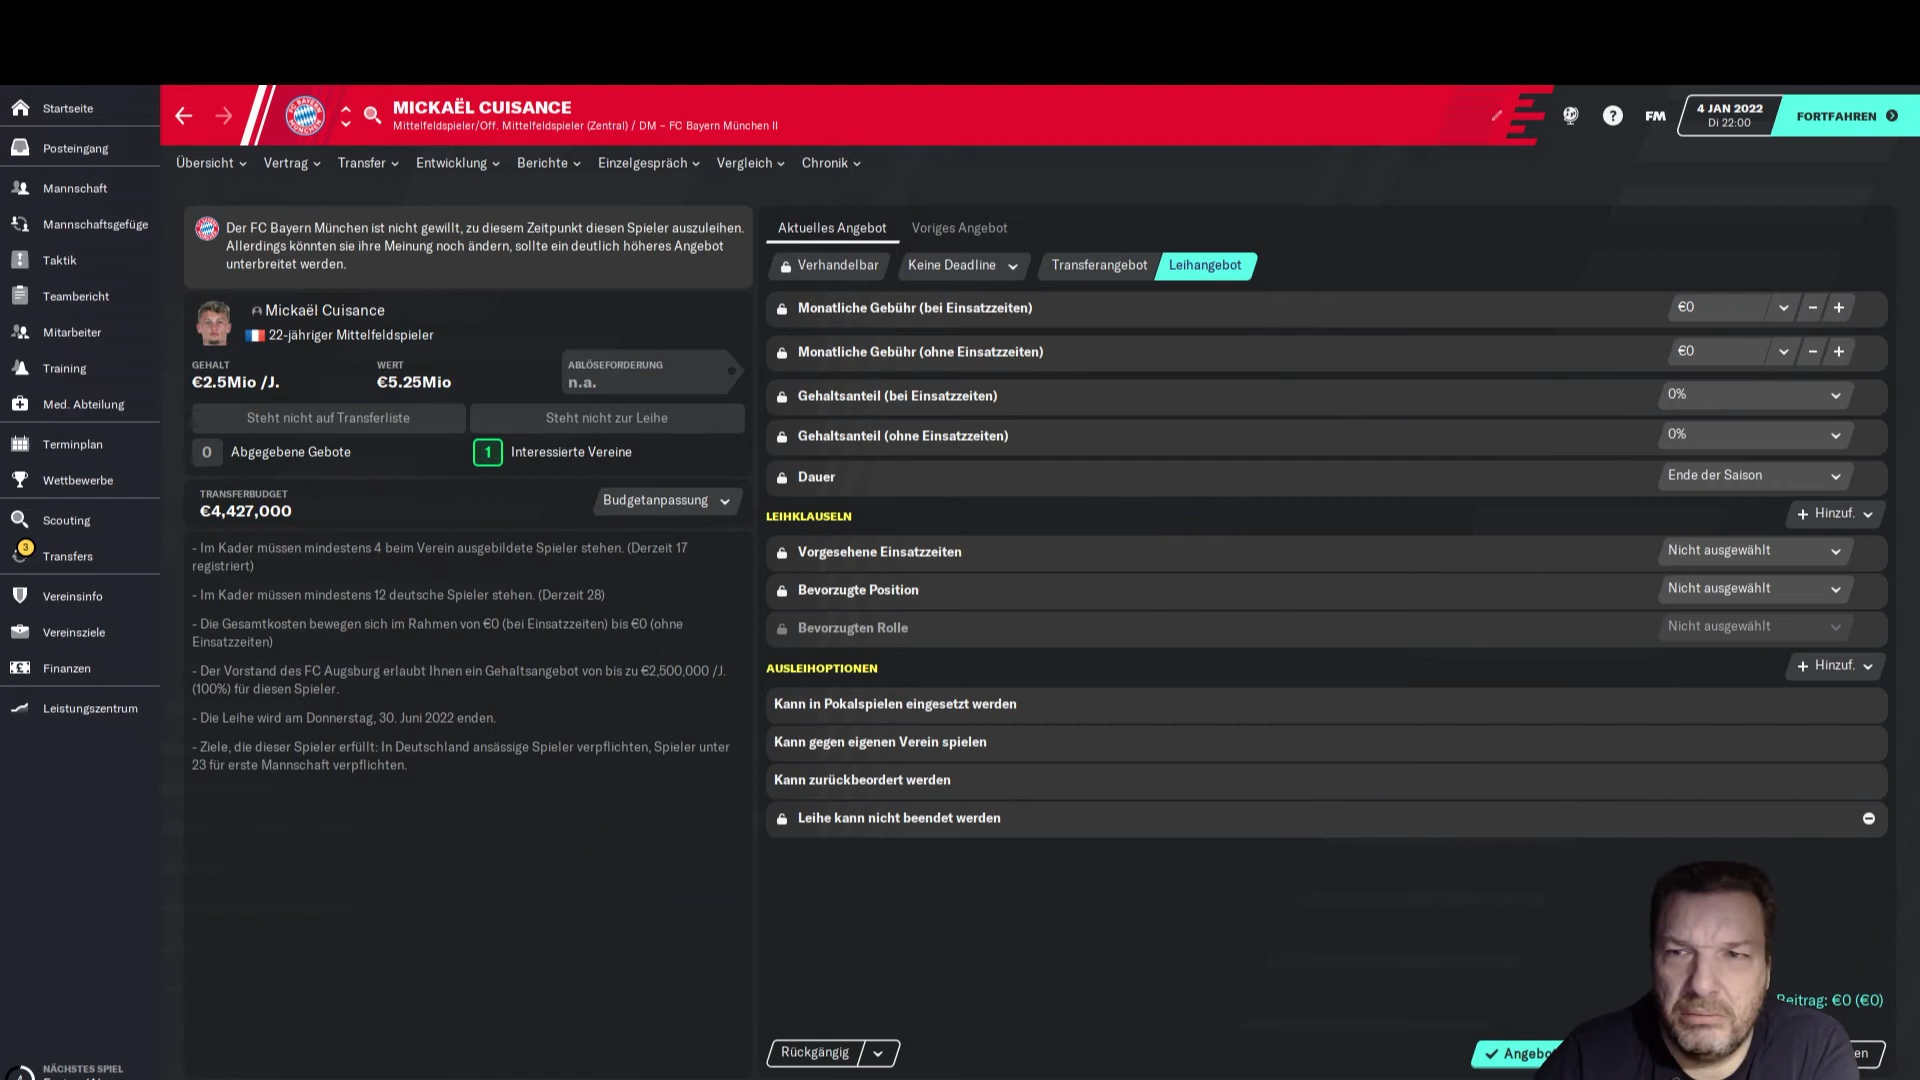 Startseite
Posteingang
Mannschaft
Mannschaftsgefüge
Taktik
Teambericht
Mitarbeiter
Training
Med. Abteilung
Terminplan
Wettbewerbe
Scouting
3
Transfers
Vereinsinfo
Vereinsziele
Finanzen
Leistungszentrum
NÄCHSTES SPIEL
MICKAËL CUISANCE
Mittelfeldspieler/Off. Mittelfeldspieler (Zentral) / DM – FC Bayern München II
FM
4 JAN 2022
Di 22:00
FORTFAHREN
Übersicht Vertrag Transfer Entwicklung Berichte Einzelgespräch Vergleich Chronik
Der FC Bayern München ist nicht gewillt, zu diesem Zeitpunkt diesen Spieler auszuleihen.
Allerdings könnten sie ihre Meinung noch ändern, sollte ein deutlich höheres Angebot
unterbreitet werden.
Mickaël Cuisance
22-jähriger Mittelfeldspieler
GEHALT WERT ABLÖSEFORDERUNG
€2.5Mio /J. €5.25Mio n.a.
Steht nicht auf Transferliste Steht nicht zur Leihe
0 Abgegebene Gebote 1 Interessierte Vereine
TRANSFERBUDGET
€4,427,000
Budgetanpassung
- Im Kader müssen mindestens 4 beim Verein ausgebildete Spieler stehen. (Derzeit 17
registriert)
- Im Kader müssen mindestens 12 deutsche Spieler stehen. (Derzeit 28)
- Die Gesamtkosten bewegen sich im Rahmen von €0 (bei Einsatzzeiten) bis €0 (ohne
Einsatzzeiten)
- Der Vorstand des FC Augsburg erlaubt Ihnen ein Gehaltsangebot von bis zu €2,500,000 /J.
(100%) für diesen Spieler.
- Die Leihe wird am Donnerstag, 30. Juni 2022 enden.
- Ziele, die dieser Spieler erfüllt: In Deutschland ansässige Spieler verpflichten, Spieler unter
23 für erste Mannschaft verpflichten.
Aktuelles Angebot Voriges Angebot
Verhandelbar Keine Deadline Transferangebot Leihangebot
Monatliche Gebühr (bei Einsatzzeiten) €0
Monatliche Gebühr (ohne Einsatzzeiten) €0
Gehaltsanteil (bei Einsatzzeiten) 0%
Gehaltsanteil (ohne Einsatzzeiten) 0%
Dauer Ende der Saison
LEIHKLAUSELN + Hinzuf.
Vorgesehene Einsatzzeiten Nicht ausgewählt
Bevorzugte Position Nicht ausgewählt
Bevorzugten Rolle Nicht ausgewählt
AUSLEIHOPTIONEN + Hinzuf.
Kann in Pokalspielen eingesetzt werden
Kann gegen eigenen Verein spielen
Kann zurückbeordert werden
Leihe kann nicht beendet werden
Beitrag: €0 (€0)
Rückgängig Angebo en